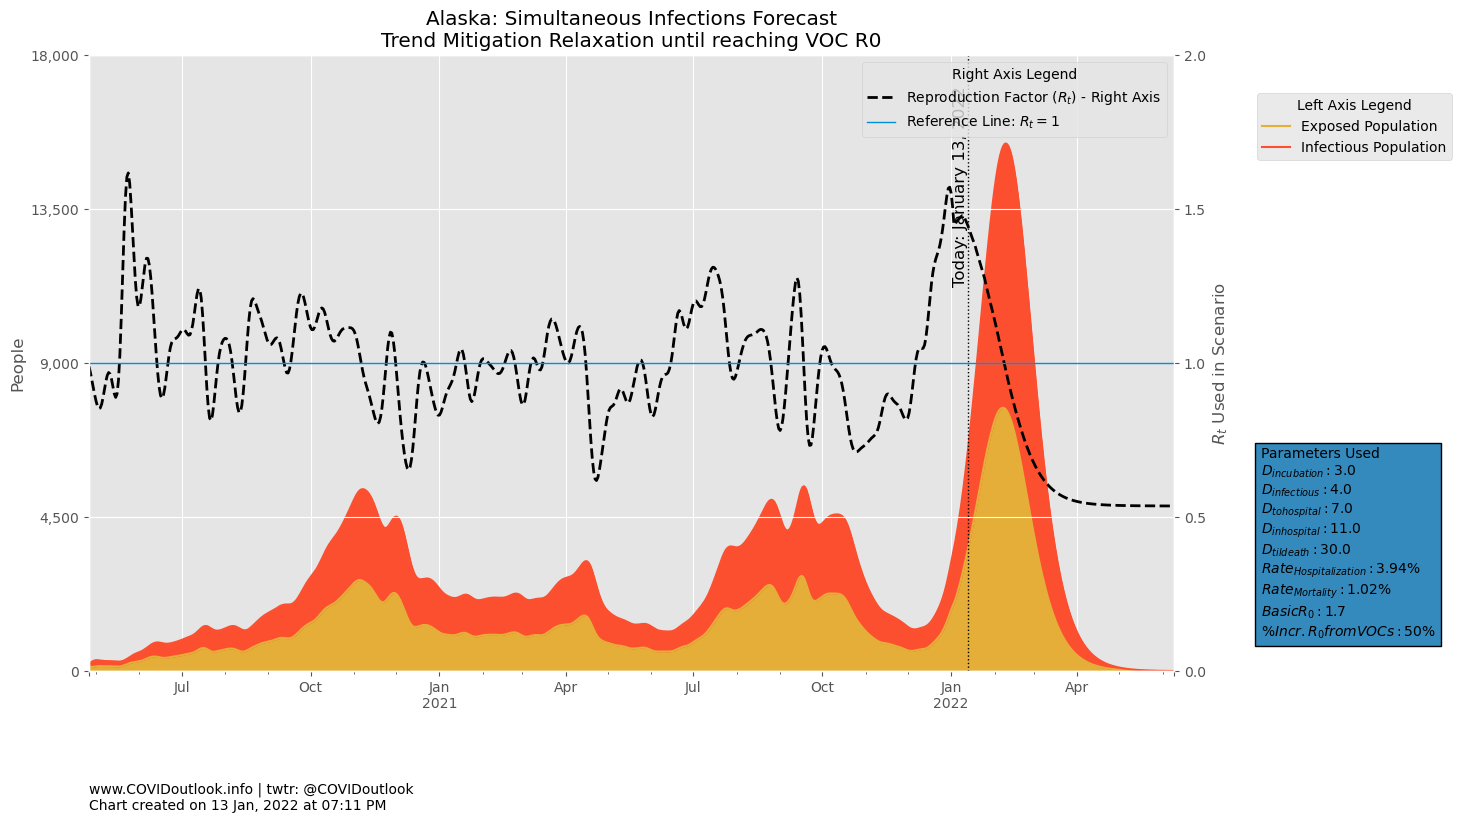 Alaska: Simultaneous Infections Forecast
Trend Mitigation Relaxation until reaching VOC R0
18,000
13,500
9,000
4,500
0
People
2.0
1.5
1.0
0.5
0.0
R_t Used in Scenario
Right Axis Legend
Reproduction Factor (R_t) - Right Axis
Reference Line: R_t = 1
Today: January 13, 2022
Left Axis Legend
Exposed Population
Infectious Population
Parameters Used
D_incubation : 3.0
D_infectious : 4.0
D_tohospital : 7.0
D_inhospital : 11.0
D_tildeath : 30.0
Rate_Hospitalization : 3.94%
Rate_Mortality : 1.02%
BasicR_0 : 1.7
%Incr.R_0fromVOCs : 50%
Jul
Oct
Jan
2021
Apr
Jul
Oct
Jan
2022
Apr
www.COVIDoutlook.info | twtr: @COVIDoutlook
Chart created on 13 Jan, 2022 at 07:11 PM